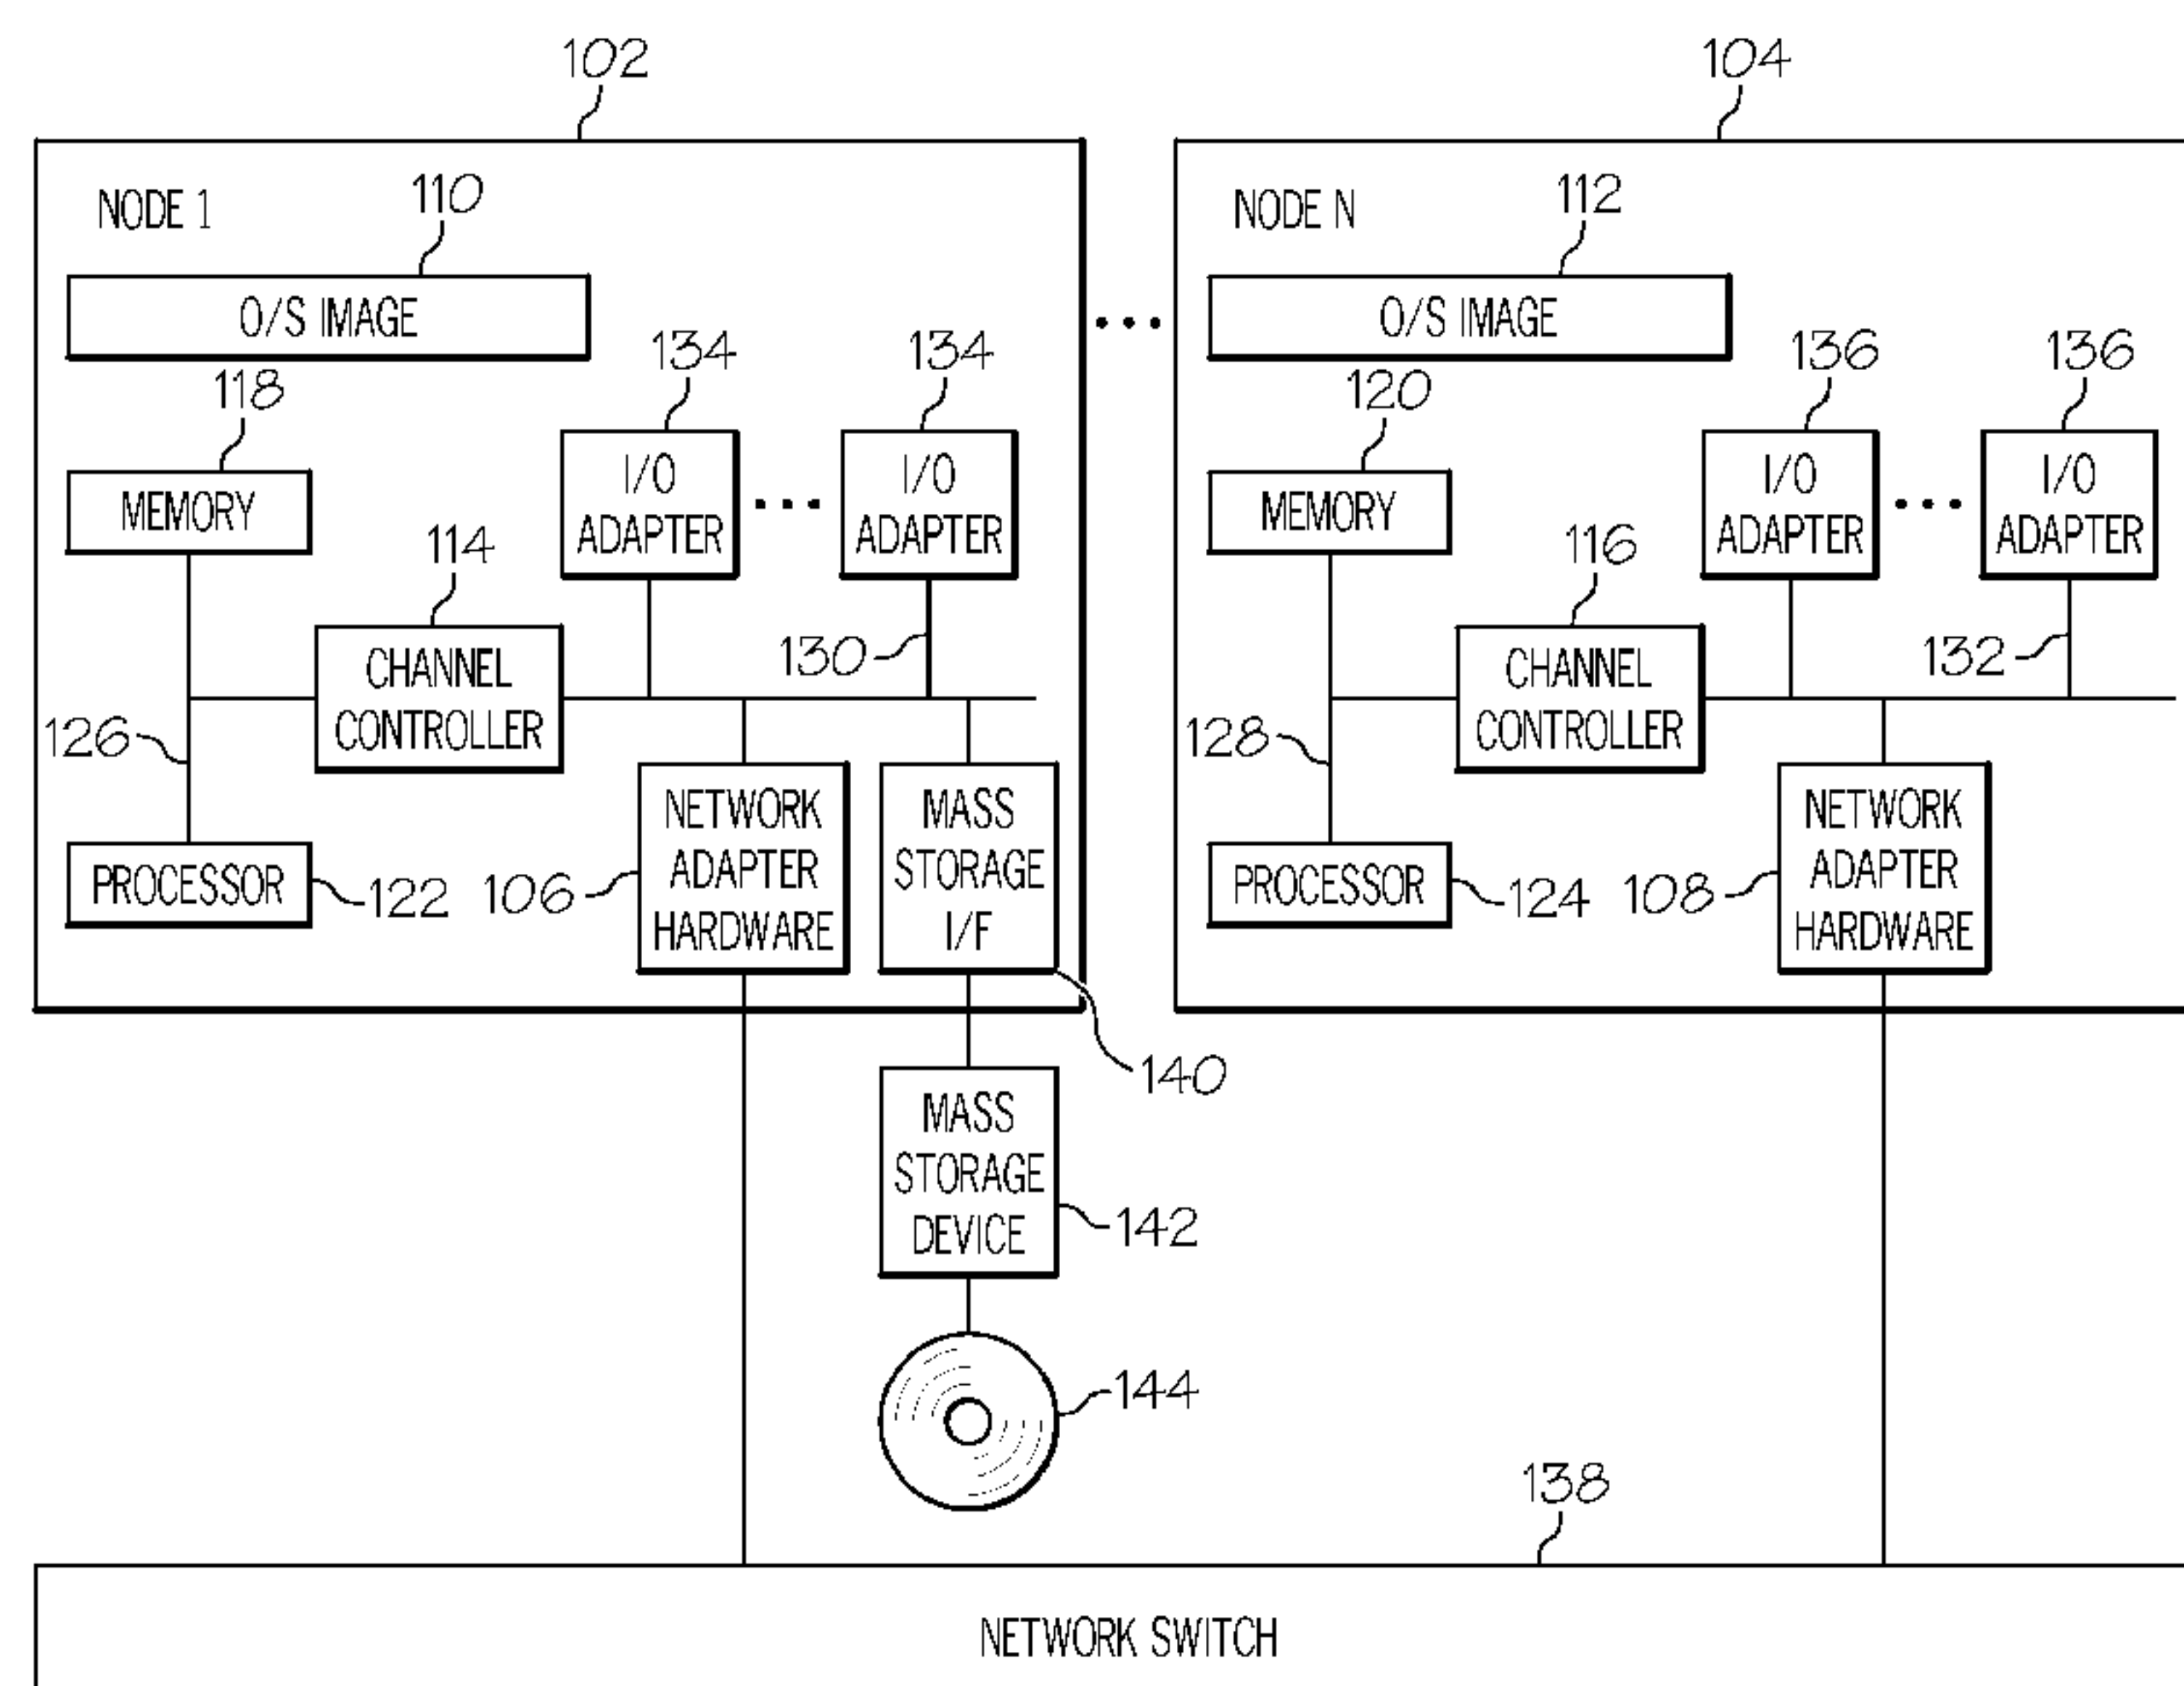 102
104
NODE 1
110
O/S IMAGE
118
MEMORY
134
I/O
ADAPTER
134
I/O
ADAPTER
114
CHANNEL
CONTROLLER
130
126
PROCESSOR
122
106
NETWORK
ADAPTER
HARDWARE
MASS
STORAGE
I/F
140
NODE N
112
O/S IMAGE
120
MEMORY
136
I/O
ADAPTER
136
I/O
ADAPTER
116
CHANNEL
CONTROLLER
132
128
PROCESSOR
124
108
NETWORK
ADAPTER
HARDWARE
MASS
STORAGE
DEVICE
142
144
138
NETWORK SWITCH